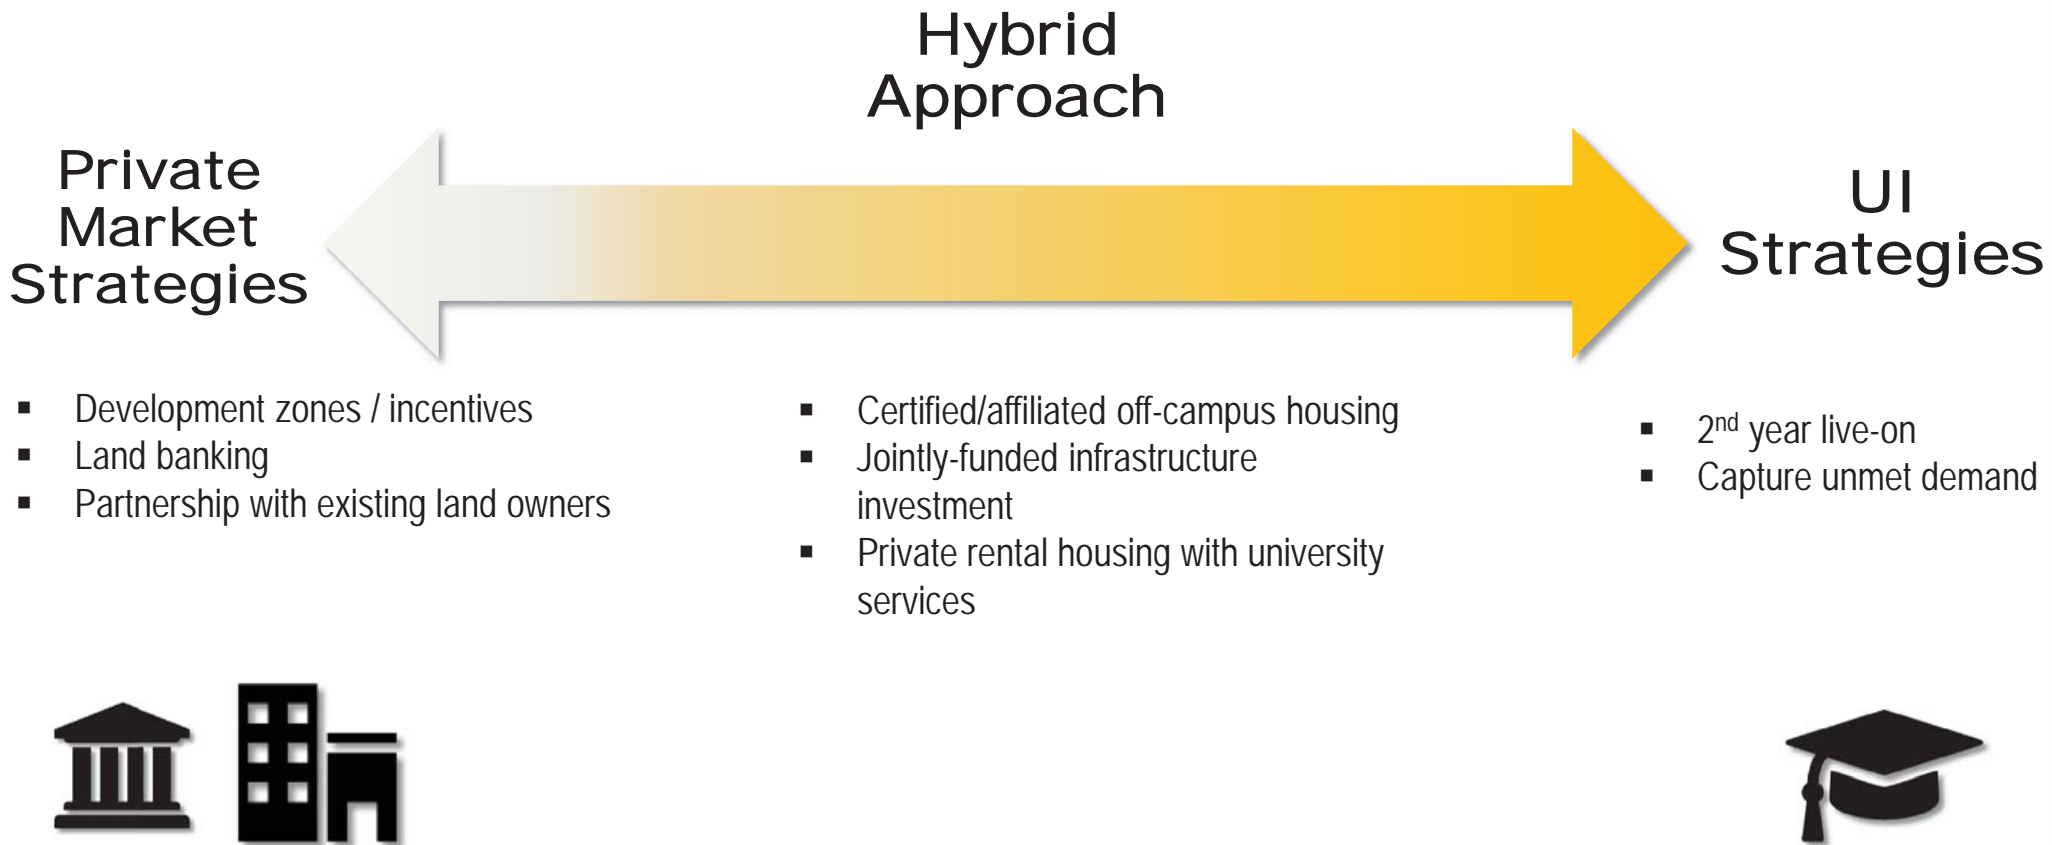 Hybrid
Approach
Private
Market
Strategies
UI
Strategies
▪ Development zones / incentives
▪ Land banking
▪ Partnership with existing land owners
▪ Certified/affiliated off-campus housing
▪ Jointly-funded infrastructure
investment
▪ Private rental housing with university
services
▪ 2nd year live-on
▪ Capture unmet demand